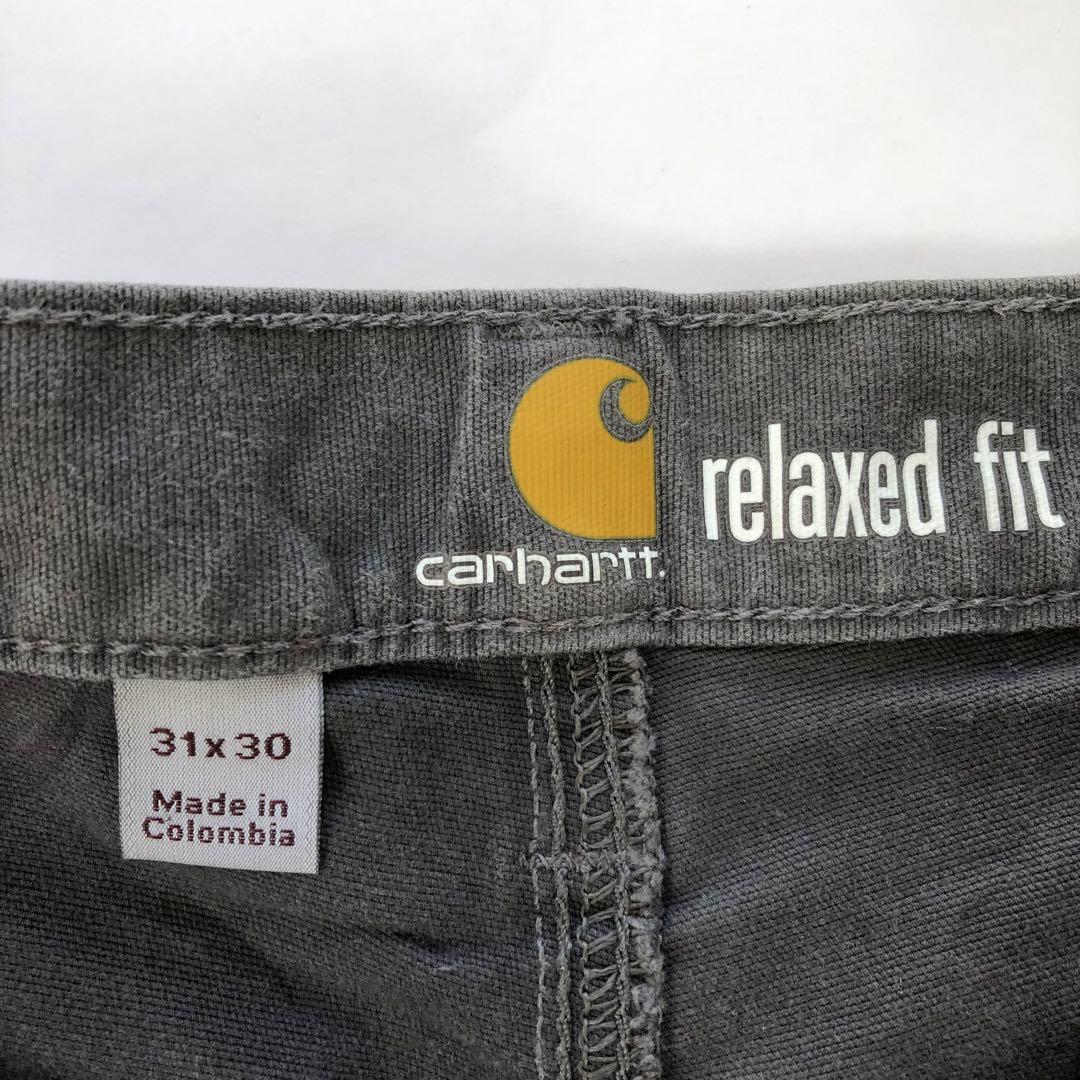 carhartt.
relaxed fit
31x30
Made in
Colombia